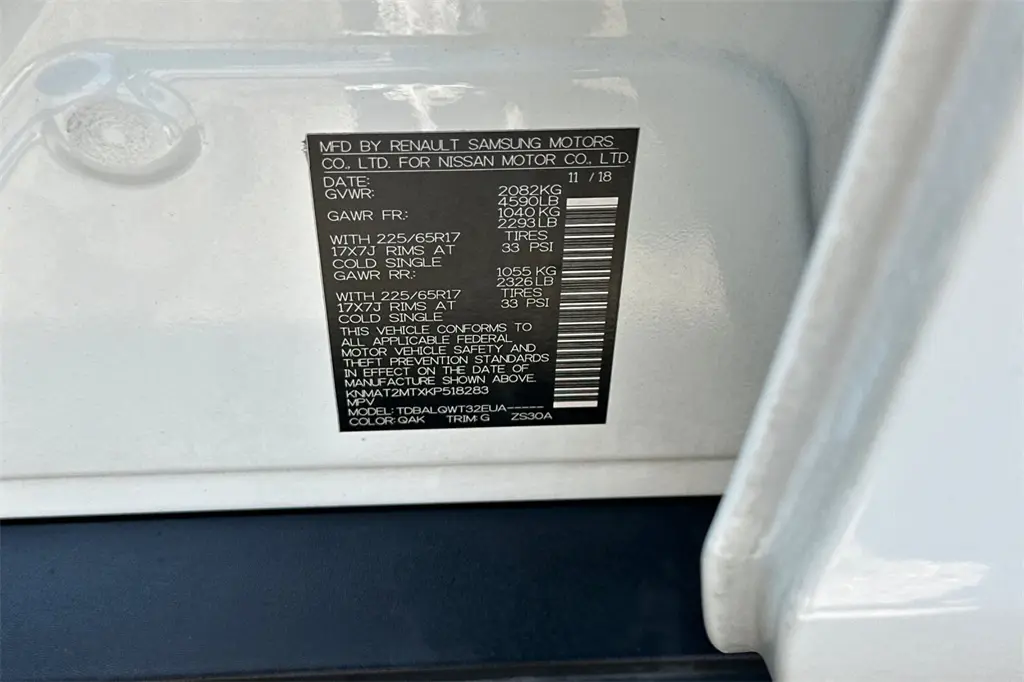 MFD BY RENAULT SAMSUNG MOTORS
CO., LTD. FOR NISSAN MOTOR CO., LTD.
DATE: 11 / 18
GVWR: 2082KG
4590LB
GAWR FR: 1040 KG
2293LB
WITH 225/65R17 TIRES
17X7J RIMS AT 33 PSI
COLD SINGLE
GAWR RR: 1055 KG
2326LB
WITH 225/65R17 TIRES
17X7J RIMS AT 33 PSI
COLD SINGLE
THIS VEHICLE CONFORMS TO
ALL APPLICABLE FEDERAL
MOTOR VEHICLE SAFETY AND
THEFT PREVENTION STANDARDS
IN EFFECT ON THE DATE OF
MANUFACTURE SHOWN ABOVE.
KNMAT2MTXKP518283
MPV
MODEL: TDBALQWT32EUA-----
COLOR: QAK TRIM: G ZS30A